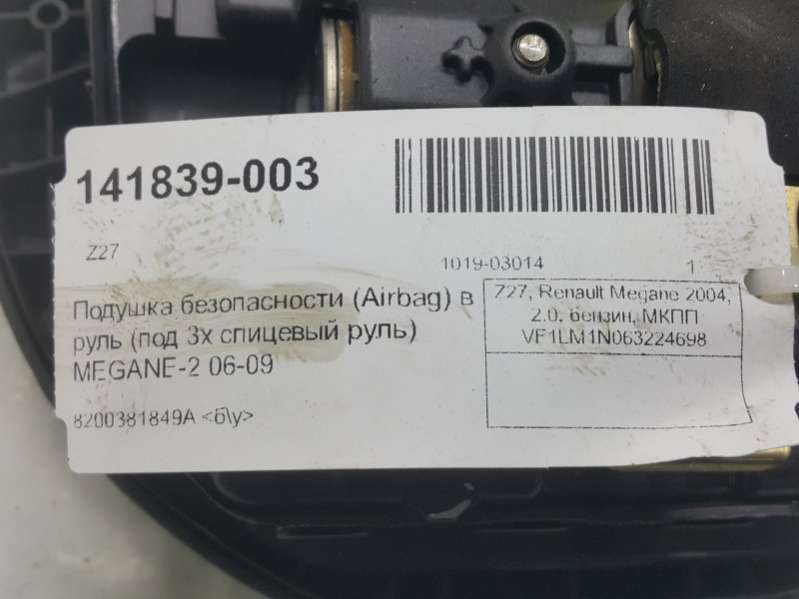 141839-003
Z27
1019-03014 1
Подушка безопасности (Airbag) в
руль (под 3х спицевый руль)
MEGANE-2 06-09
8200381849A <б\у>
Z27, Renault Megane 2004,
2.0, бензин, МКПП
VF1LM1N063224698